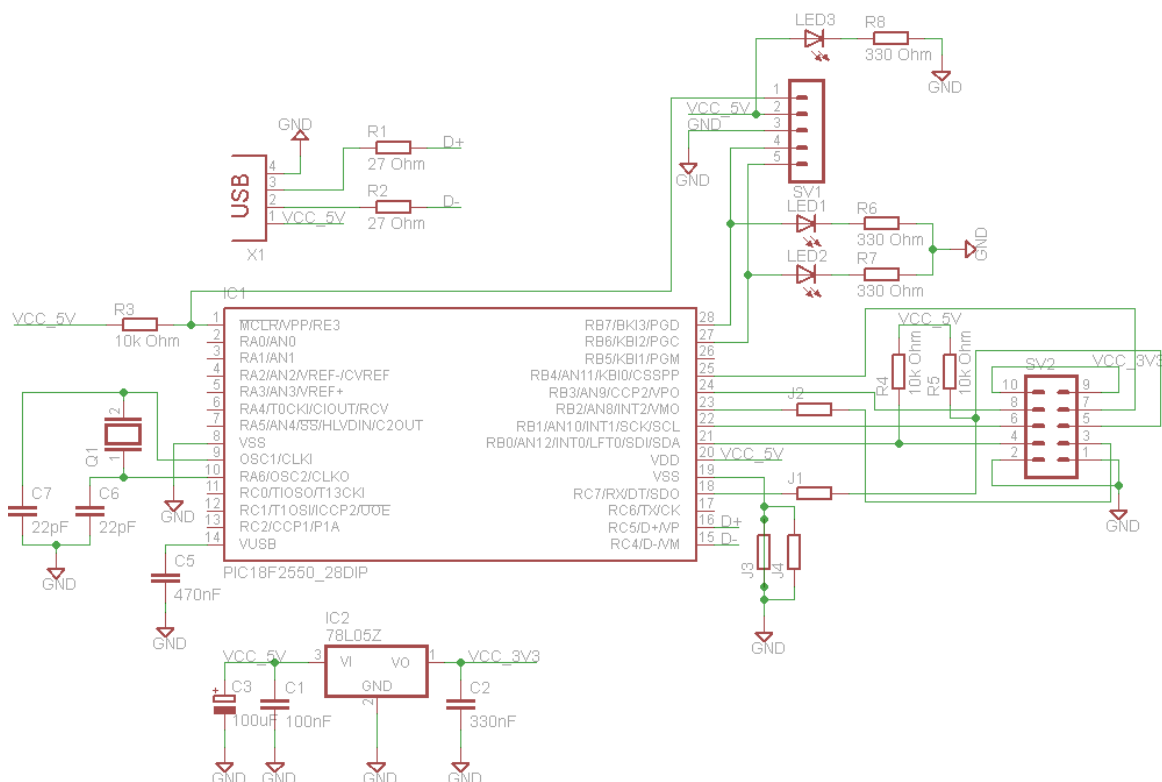 LED3
R8
330 Ohm
GND
1
VCC_5V
2
GND
3
4
5
GND
SV1
GND
R1
D+
27 Ohm
4
3
2
1
USB
R2
D-
27 Ohm
VCC_5V
X1
LED1
R6
330 Ohm
GND
LED2
R7
330 Ohm
IC1
R3
VCC_5V
10k Ohm
1
MCLR/VPP/RE3
2
RA0/AN0
3
RA1/AN1
4
RA2/AN2/VREF-/CVREF
5
RA3/AN3/VREF+
6
RA4/T0CKI/CIOUT/RCV
7
RA5/AN4/SS/HLVDIN/C2OUT
8
VSS
9
OSC1/CLKI
10
RA6/OSC2/CLKO
11
RC0/TIOSO/T13CKI
12
RC1/T1OSI/ICCP2/UOE
13
RC2/CCP1/P1A
14
VUSB
RB7/BKI3/PGD
28
RB6/KBI2/PGC
27
RB5/KBI1/PGM
26
RB4/AN11/KBI0/CSSPP
25
RB3/AN9/CCP2/VPO
24
RB2/AN8/INT2/VMO
23
RB1/AN10/INT1/SCK/SCL
22
RB0/AN12/INT0/LFT0/SDI/SDA
21
VDD
20
VCC_5V
VSS
19
RC7/RX/DT/SDO
18
RC6/TX/CK
17
RC5/D+/VP
16
D+
RC4/D-/VM
15
D-
PIC18F2550_28DIP
VCC_5V
R4
10k Ohm
R5
10k Ohm
SV2
VCC_3V3
10
9
8
7
6
5
4
3
2
1
GND
J2
J1
J3
J4
GND
2
1
Q1
C7
22pF
C6
22pF
GND
GND
C5
470nF
GND
IC2
78L05Z
VCC_5V
3
VI
VO
1
VCC_3V3
GND
2
C3
100uF
C1
100nF
C2
330nF
GND
GND
GND
GND